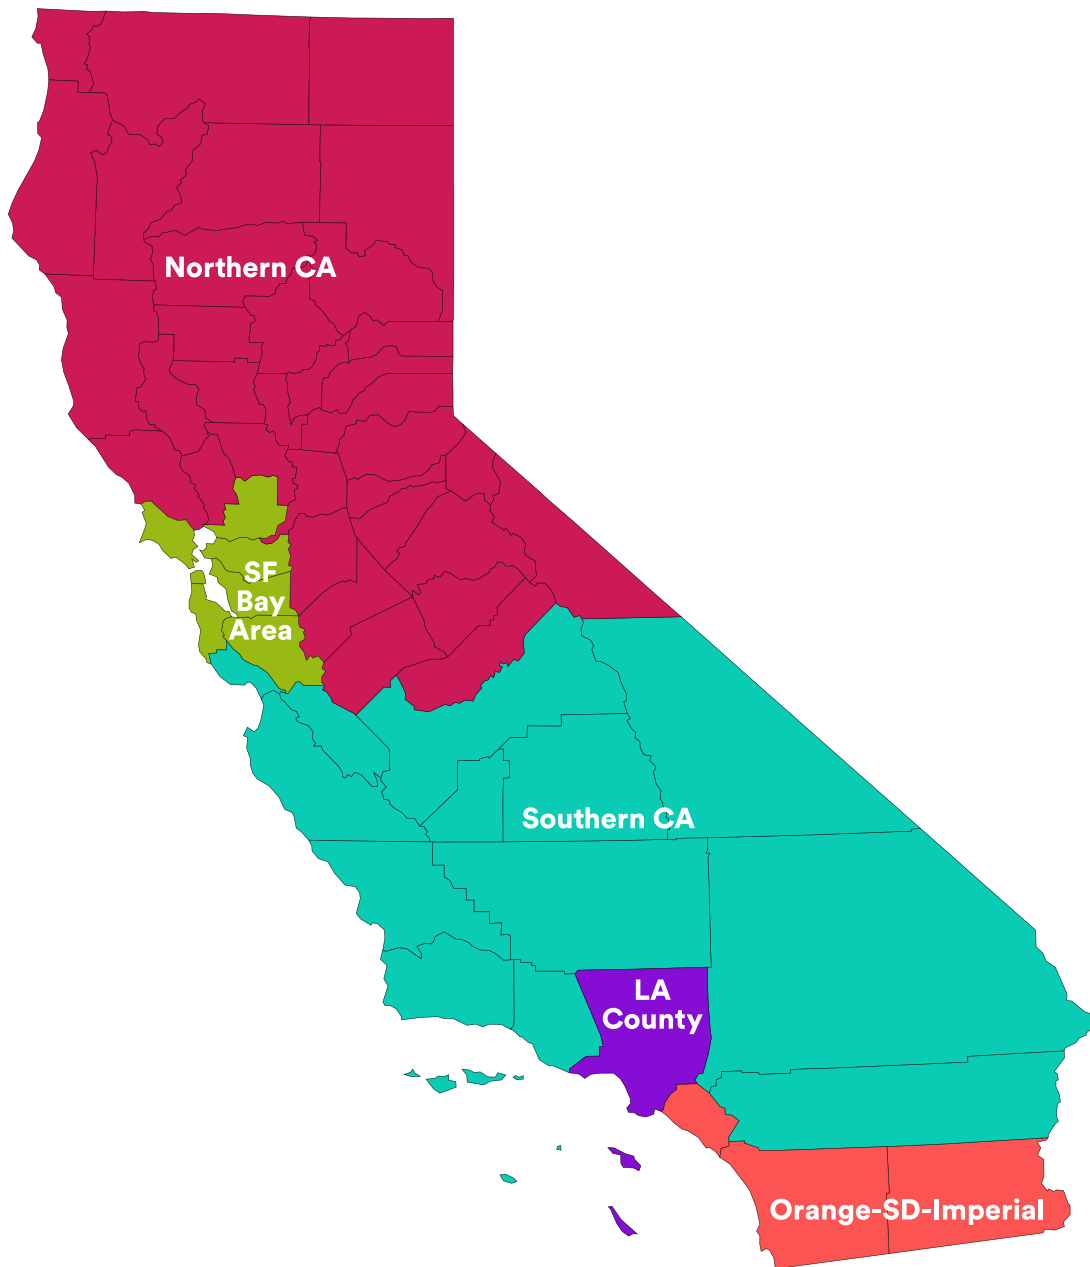 Northern CA
SF
Bay
Area
Southern CA
LA
County
Orange-SD-Imperial